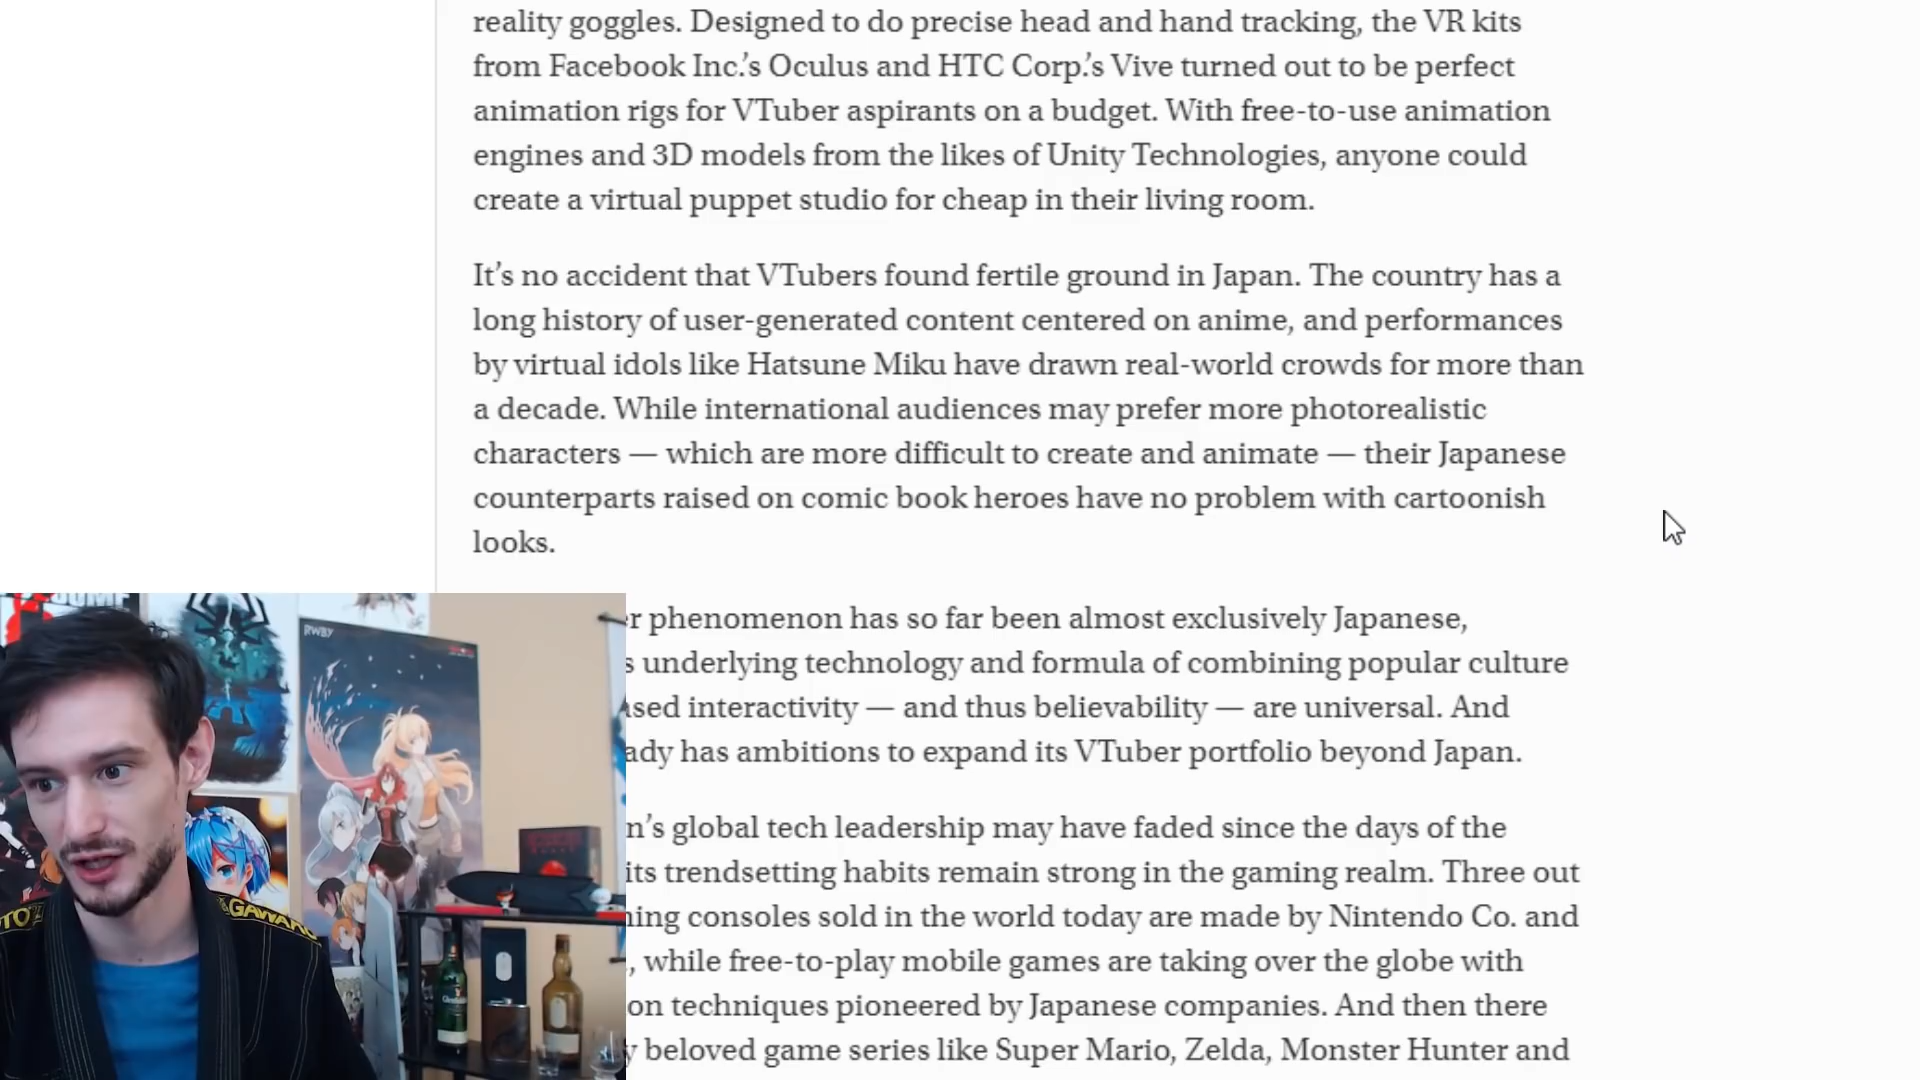 reality goggles. Designed to do precise head and hand tracking, the VR kits
from Facebook Inc.’s Oculus and HTC Corp.’s Vive turned out to be perfect
animation rigs for VTuber aspirants on a budget. With free-to-use animation
engines and 3D models from the likes of Unity Technologies, anyone could
create a virtual puppet studio for cheap in their living room.
It’s no accident that VTubers found fertile ground in Japan. The country has a
long history of user-generated content centered on anime, and performances
by virtual idols like Hatsune Miku have drawn real-world crowds for more than
a decade. While international audiences may prefer more photorealistic
characters — which are more difficult to create and animate — their Japanese
counterparts raised on comic book heroes have no problem with cartoonish
looks.
phenomenon has so far been almost exclusively Japanese,
underlying technology and formula of combining popular culture
interactivity — and thus believability — are universal. And
has ambitions to expand its VTuber portfolio beyond Japan.
global tech leadership may have faded since the days of the
its trendsetting habits remain strong in the gaming realm. Three out
consoles sold in the world today are made by Nintendo Co. and
, while free-to-play mobile games are taking over the globe with
techniques pioneered by Japanese companies. And then there
beloved game series like Super Mario, Zelda, Monster Hunter and
RWBY
Glenfiddich